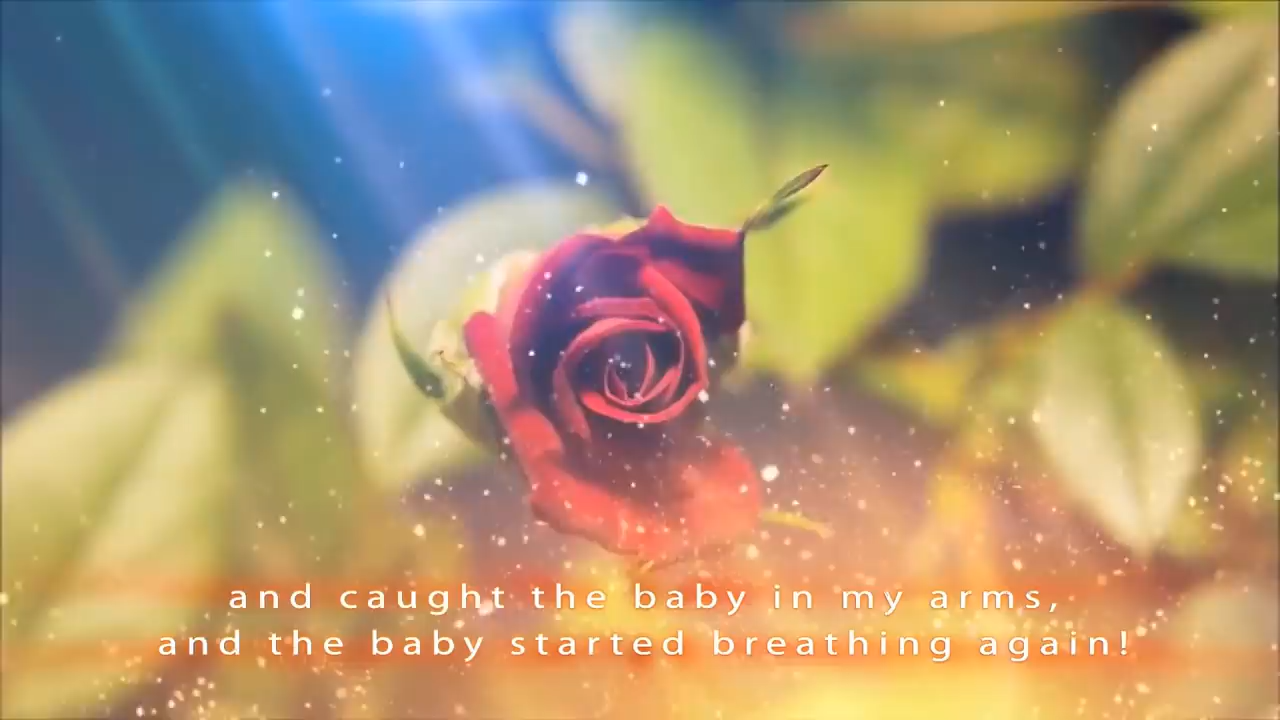 and caught the baby in my arms,
and the baby started breathing again!